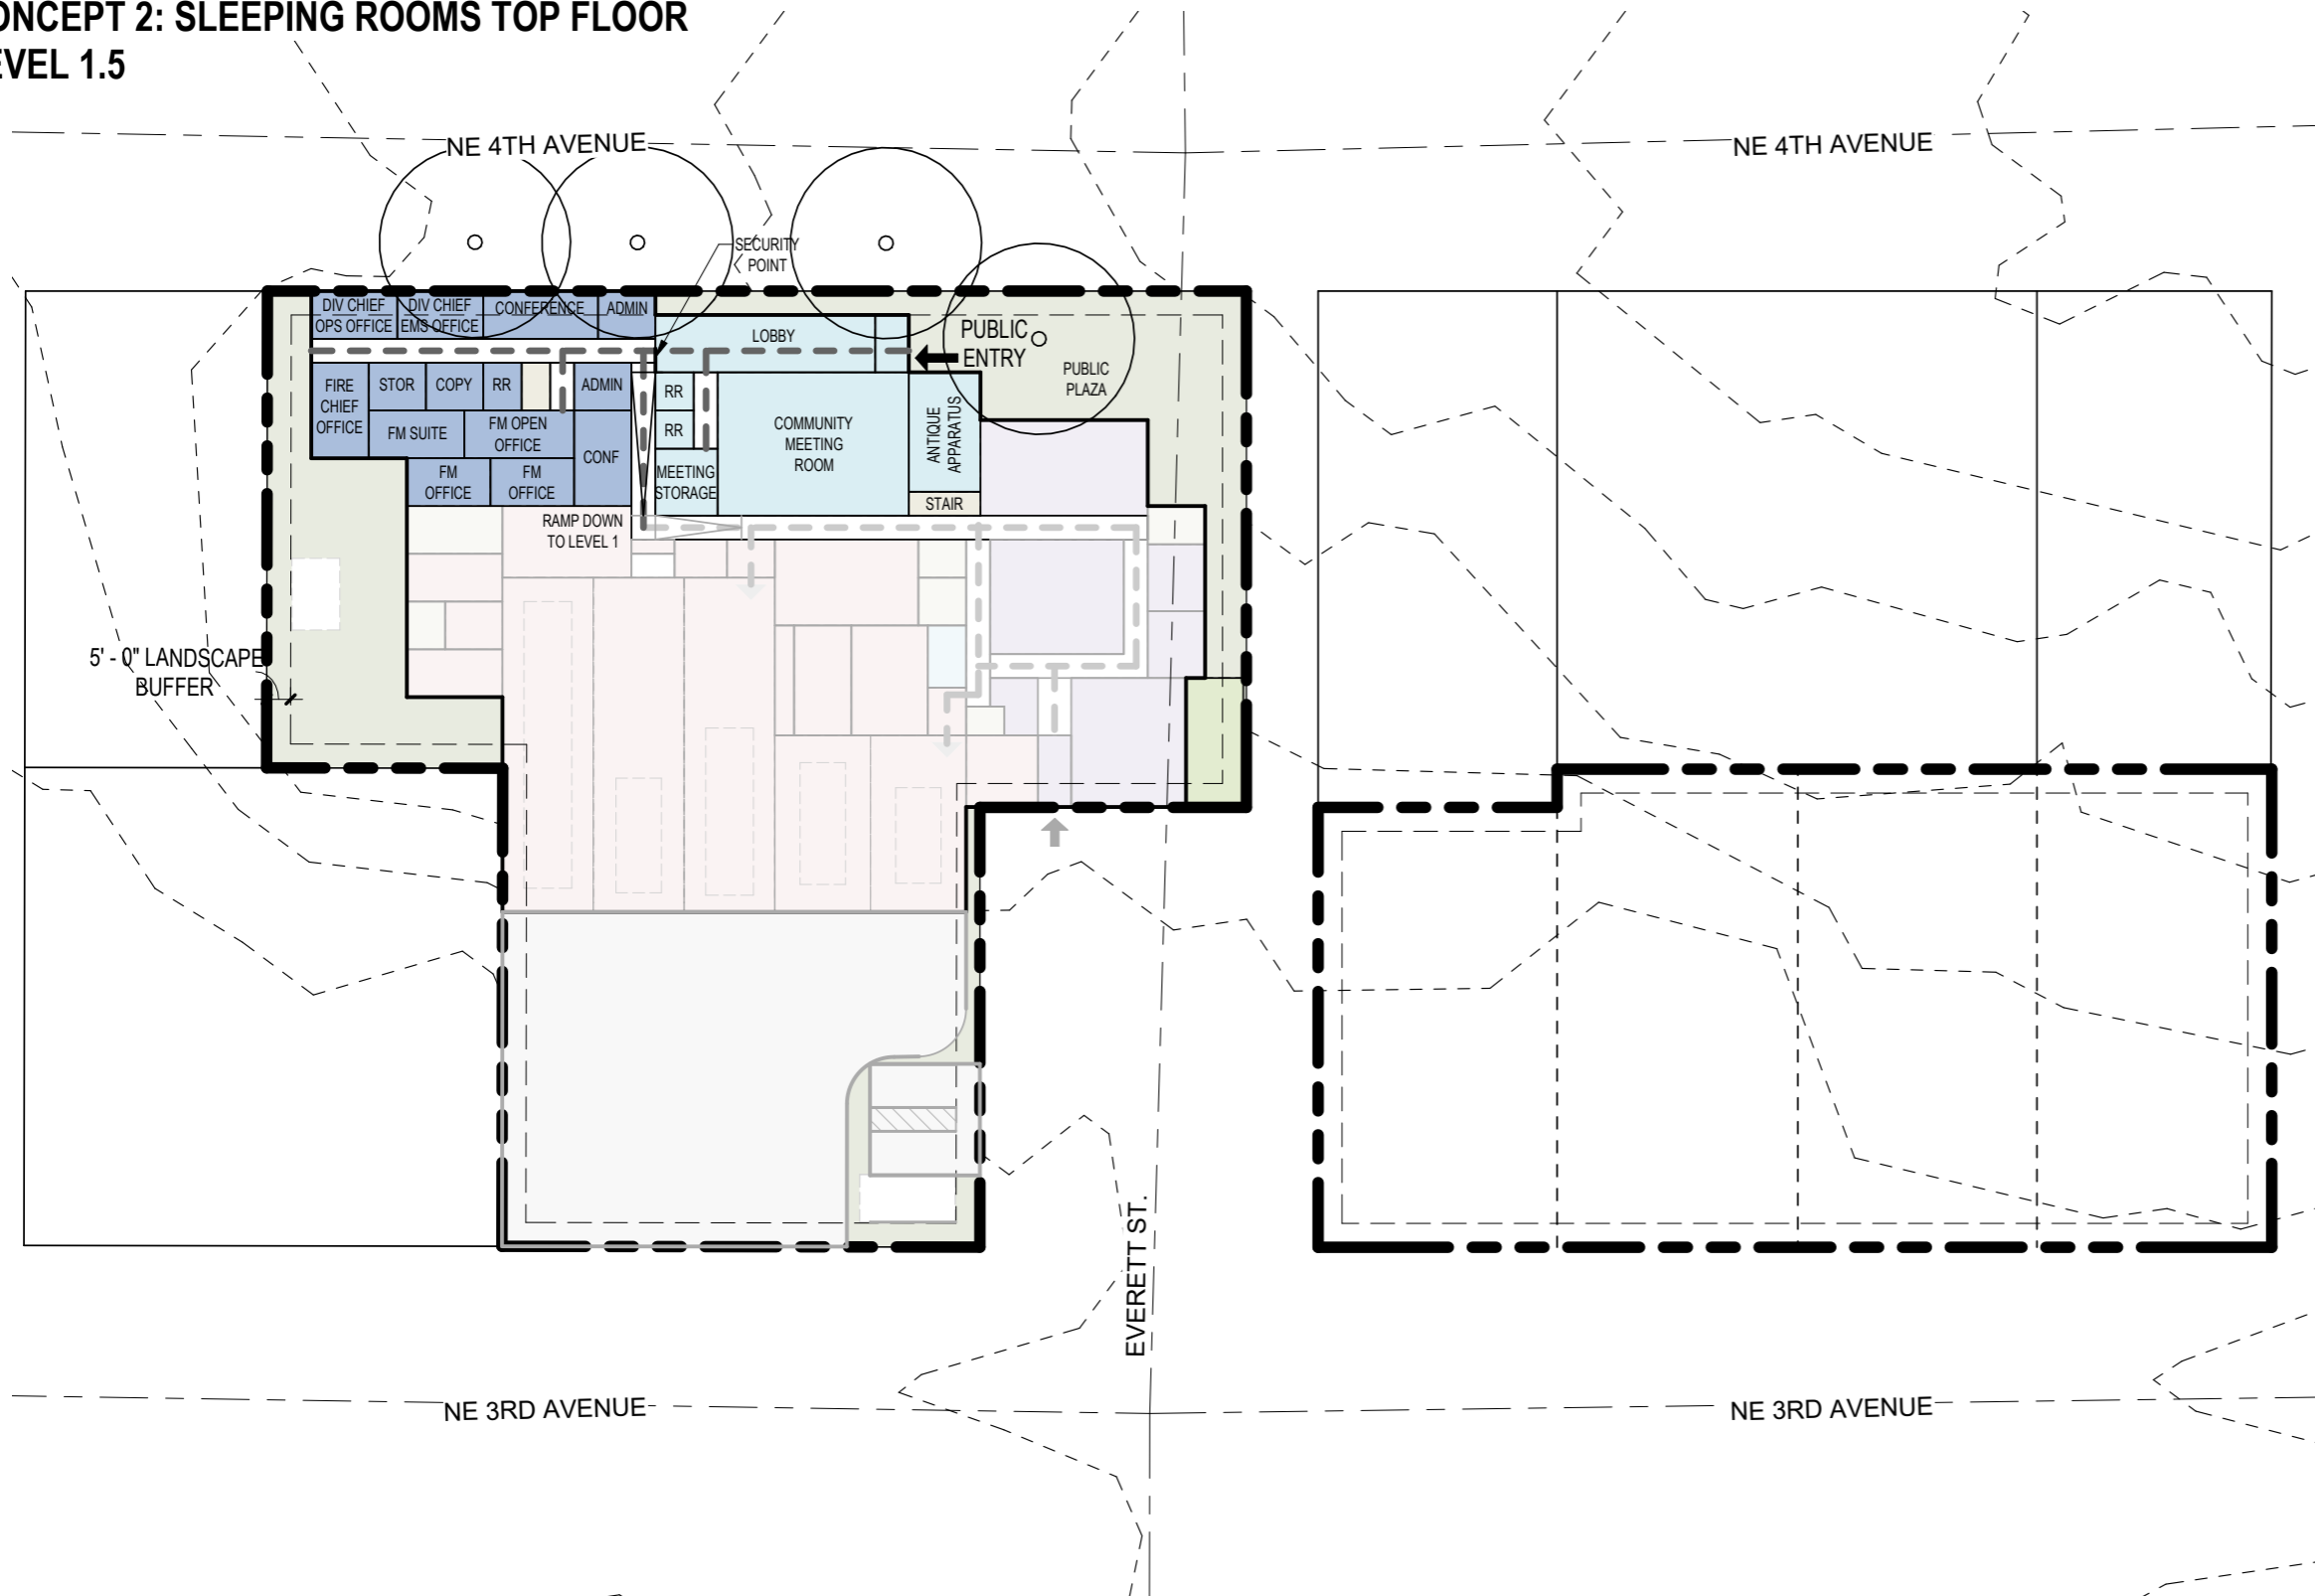 ONCEPT 2: SLEEPING ROOMS TOP FLOOR
EVEL 1.5
NE 4TH AVENUE
NE 4TH AVENUE
SECURITY
POINT
DIV CHIEF
OPS OFFICE
DIV CHIEF
EMS OFFICE
CONFERENCE
ADMIN
LOBBY
PUBLIC
ENTRY
PUBLIC
PLAZA
FIRE
CHIEF
OFFICE
STOR
COPY
RR
ADMIN
RR
RR
FM SUITE
FM OPEN
OFFICE
CONF
FM
OFFICE
FM
OFFICE
MEETING
STORAGE
COMMUNITY
MEETING
ROOM
ANTIQUE
APPARATUS
STAIR
RAMP DOWN
TO LEVEL 1
5' - 0" LANDSCAPE
BUFFER
EVERETT ST.
NE 3RD AVENUE
NE 3RD AVENUE